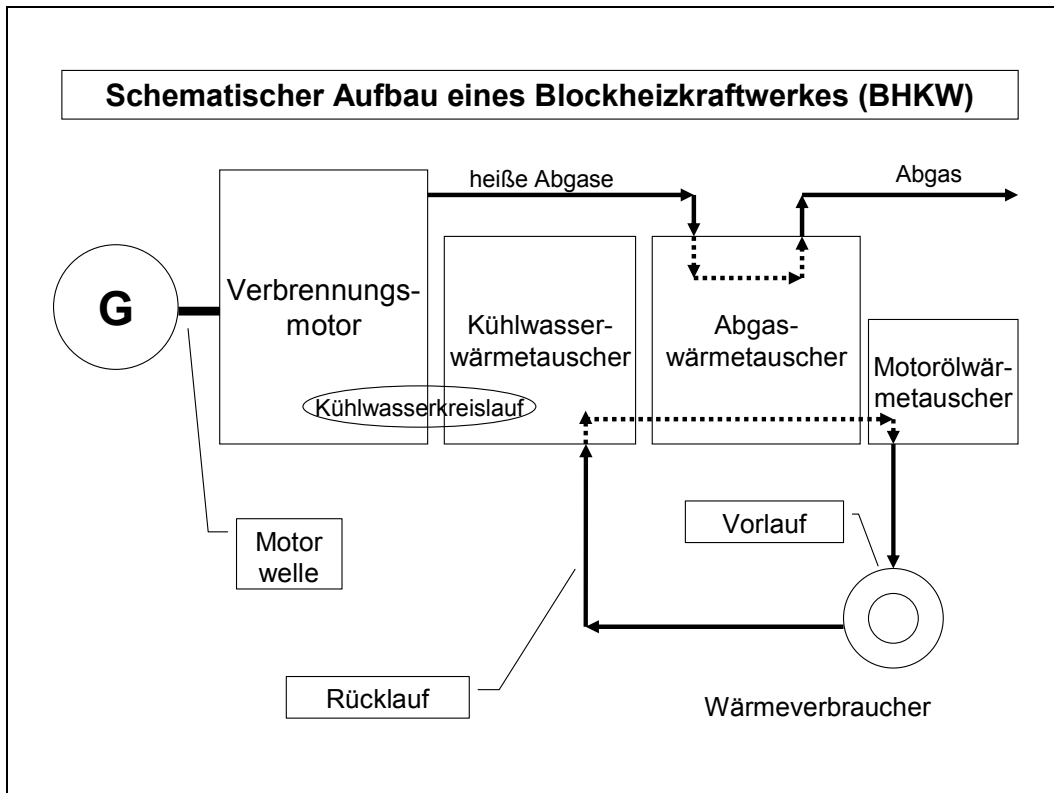 Schematischer Aufbau eines Blockheizkraftwerkes (BHKW)
heiße Abgase
Abgas
G
Verbrennungs-
motor
Kühlwasser-
wärmetauscher
Abgas-
wärmetauscher
Motorölwär-
metauscher
Kühlwasserkreislauf
Motor
welle
Vorlauf
Rücklauf
Wärmeverbraucher